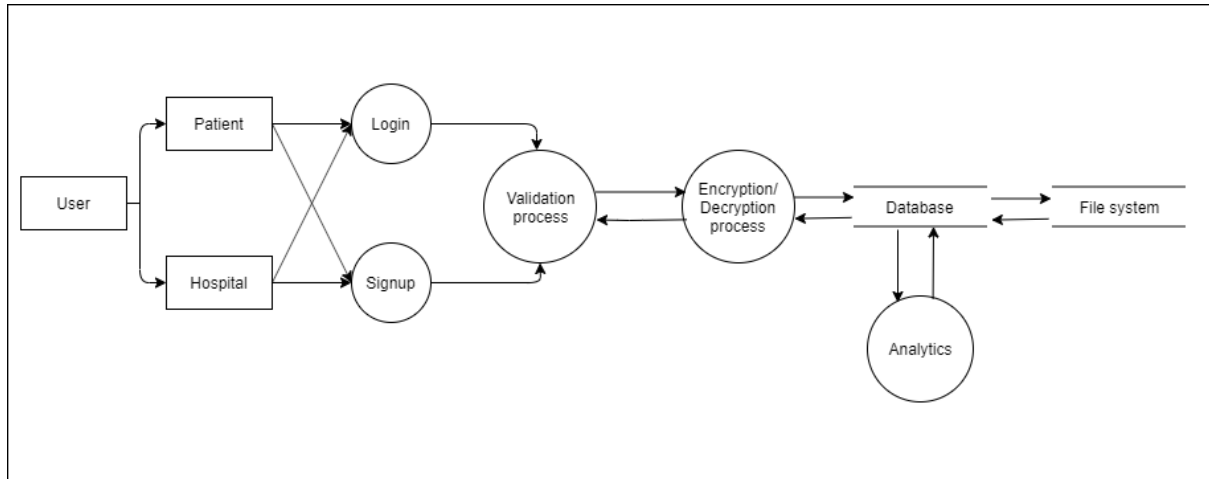 User
Patient
Hospital
Login
Signup
Validation
process
Encryption/
Decryption
process
Database
File system
Analytics